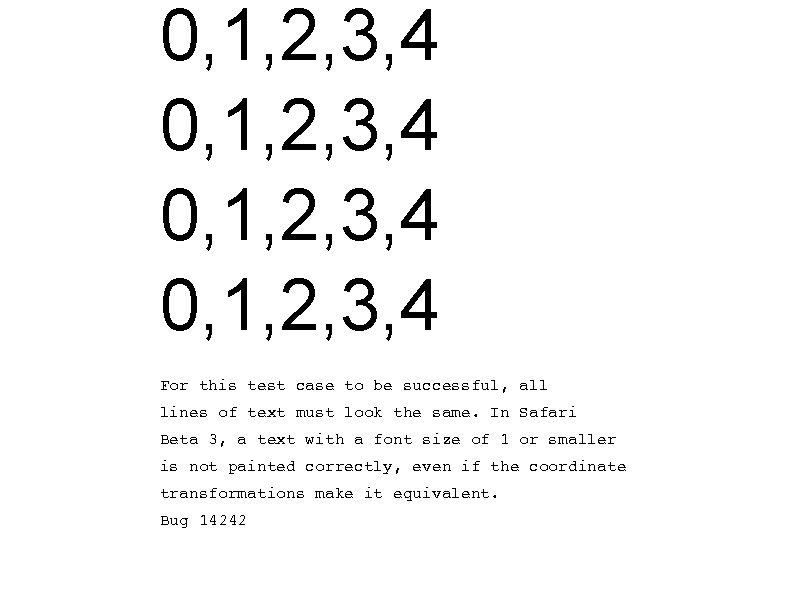 0,1,2,3,4
0,1,2,3,4
0,1,2,3,4
0,1,2,3,4
For this test case to be successful, all
lines of text must look the same. In Safari
Beta 3, a text with a font size of 1 or smaller
is not painted correctly, even if the coordinate
transformations make it equivalent.
Bug 14242